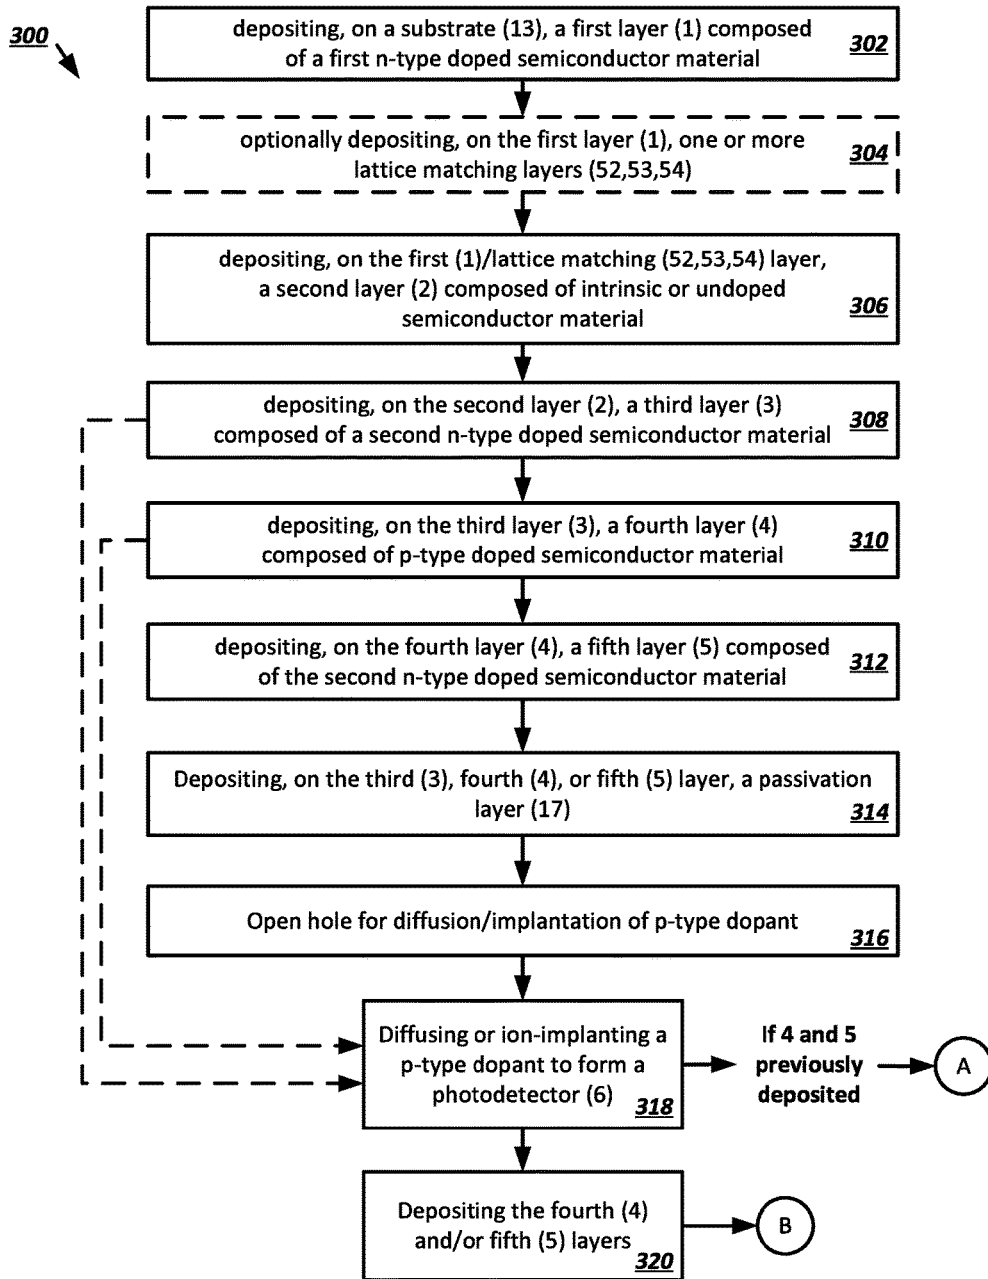 300
depositing, on a substrate (13), a first layer (1) composed
of a first n-type doped semiconductor material
302
optionally depositing, on the first layer (1), one or more
lattice matching layers (52,53,54)
304
depositing, on the first (1)/lattice matching (52,53,54) layer,
a second layer (2) composed of intrinsic or undoped
semiconductor material
306
depositing, on the second layer (2), a third layer (3)
composed of a second n-type doped semiconductor material
308
depositing, on the third layer (3), a fourth layer (4)
composed of p-type doped semiconductor material
310
depositing, on the fourth layer (4), a fifth layer (5) composed
of the second n-type doped semiconductor material
312
Depositing, on the third (3), fourth (4), or fifth (5) layer, a passivation
layer (17)
314
Open hole for diffusion/implantation of p-type dopant
316
Diffusing or ion-implanting a
p-type dopant to form a
photodetector (6)
318
If 4 and 5
previously
deposited
A
Depositing the fourth (4)
and/or fifth (5) layers
320
B